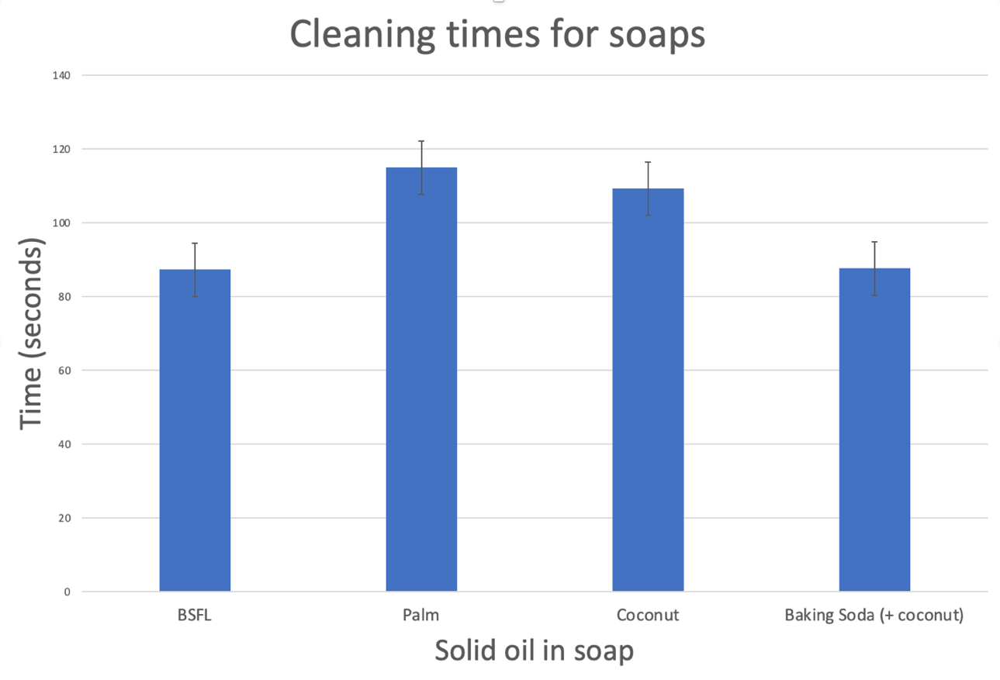 Cleaning times for soaps
140
120
100
80
60
40
20
0
Time (seconds)
BSFL Palm Coconut Baking Soda (+ coconut)
Solid oil in soap